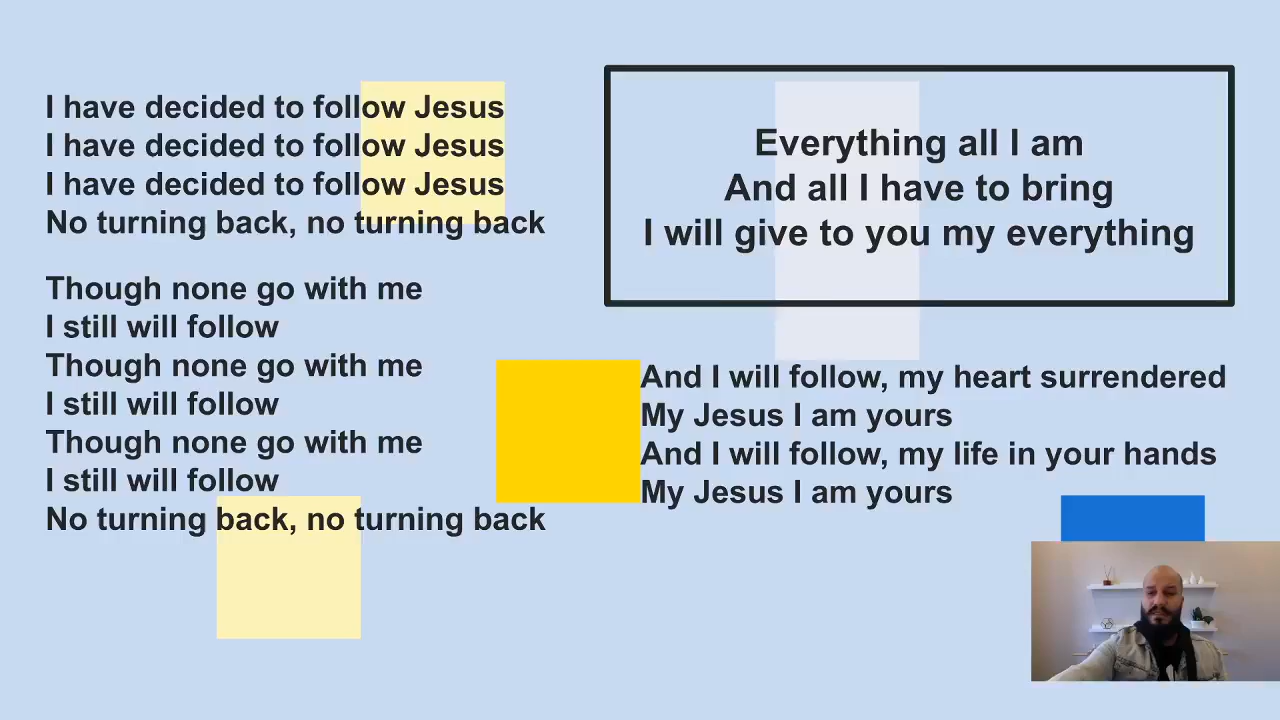 I have decided to follow Jesus
I have decided to follow Jesus
I have decided to follow Jesus
No turning back, no turning back
Though none go with me
I still will follow
Though none go with me
I still will follow
Though none go with me
I still will follow
No turning back, no turning back
Everything all I am
And all I have to bring
I will give to you my everything
And I will follow, my heart surrendered
My Jesus I am yours
And I will follow, my life in your hands
My Jesus I am yours